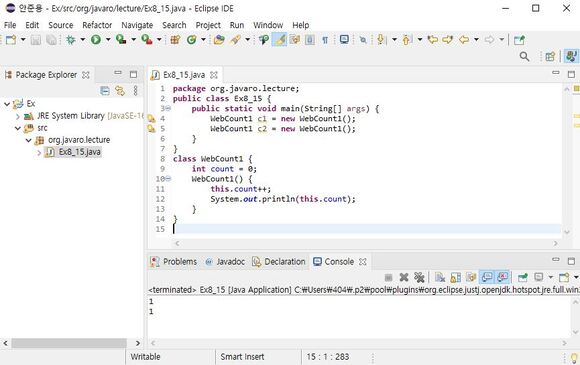 안준용 - Ex/src/org/javaro/lecture/Ex8_15.java - Eclipse IDE
File Edit Source Refactor Navigate Search Project Run Window Help
Package Explorer
Ex
JRE System Library [JavaSE-16
src
org.javaro.lecture
Ex8_15.java
Ex8_15.java
1 package org.javaro.lecture;
2 public class Ex8_15 {
3 public static void main(String[] args) {
4 WebCount1 c1 = new WebCount1();
5 WebCount1 c2 = new WebCount1();
6 }
7 }
8 class WebCount1 {
9 int count = 0;
10 WebCount1() {
11 this.count++;
12 System.out.println(this.count);
13 }
14 }
15
Problems Javadoc Declaration Console
<terminated> Ex8_15 [Java Application] C:₩Users₩404₩.p2₩pool₩plugins₩org.eclipse.justj.openjdk.hotspot.jre.full.win
1
1
Writable Smart Insert 15 : 1 : 283